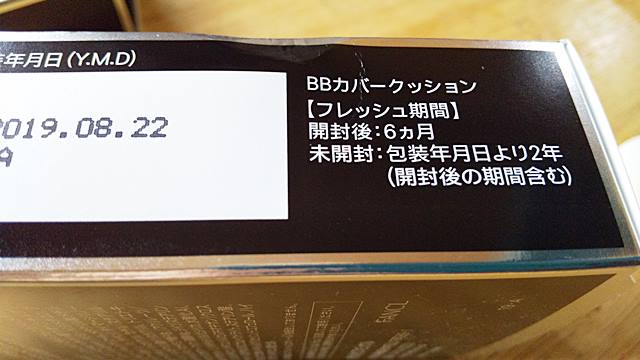 装年月日(Y.M.D)
2019.08.22
A
BBカバークッション
【フレッシュ期間】
開封後:6ヵ月
未開封:包装年月日より2年
(開封後の期間含む)
FANCL